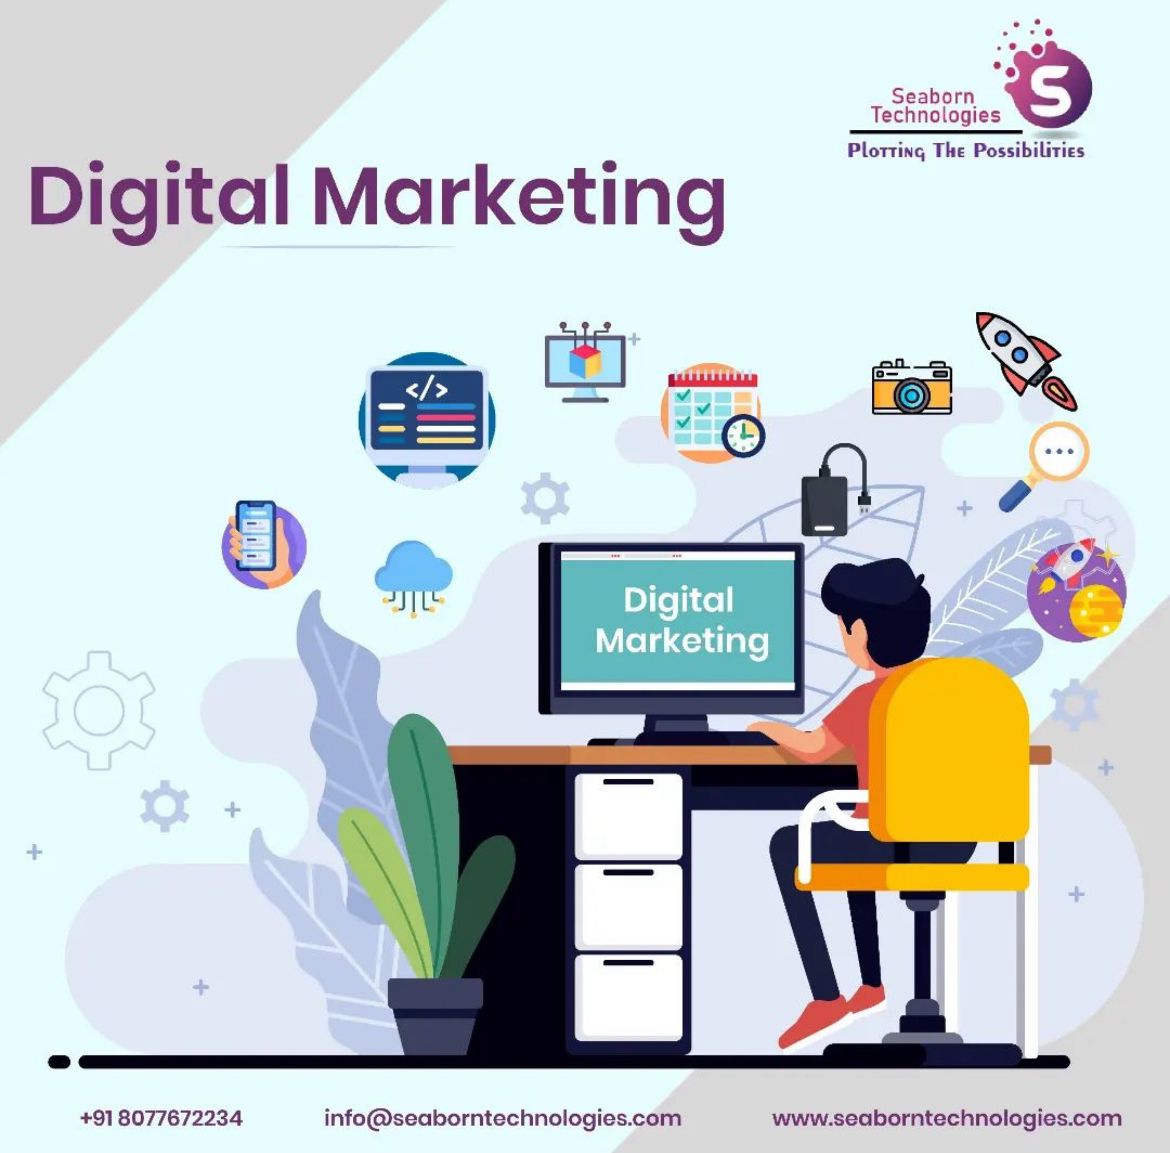 Seaborn
Technologies
S
Plotting The Possibilities
Digital Marketing
</>
Digital
Marketing
+91 8077672234
info@seaborntechnologies.com
www.seaborntechnologies.com